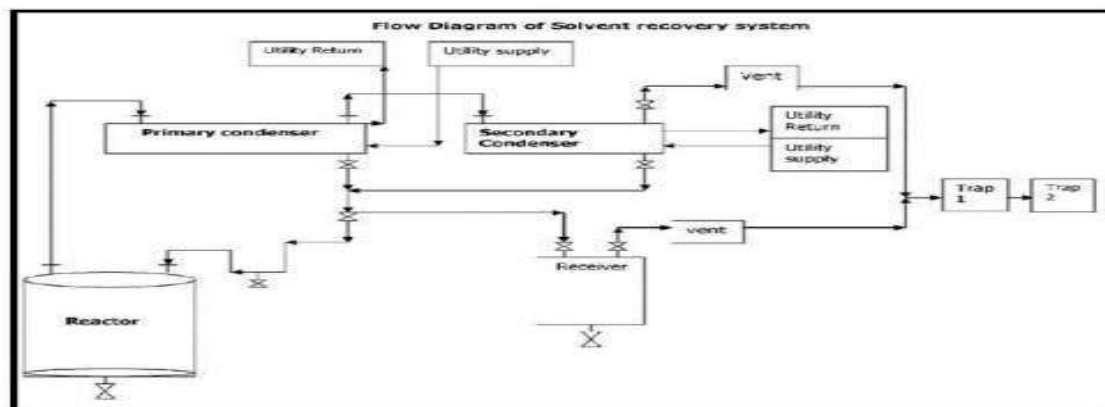 Flow Diagram of Solvent recovery system
Utility Return
Utility supply
vent
Primary condenser
Secondary
Condenser
Utility
Return
Utility
supply
Trap
1
Trap
2
vent
Receiver
Reactor